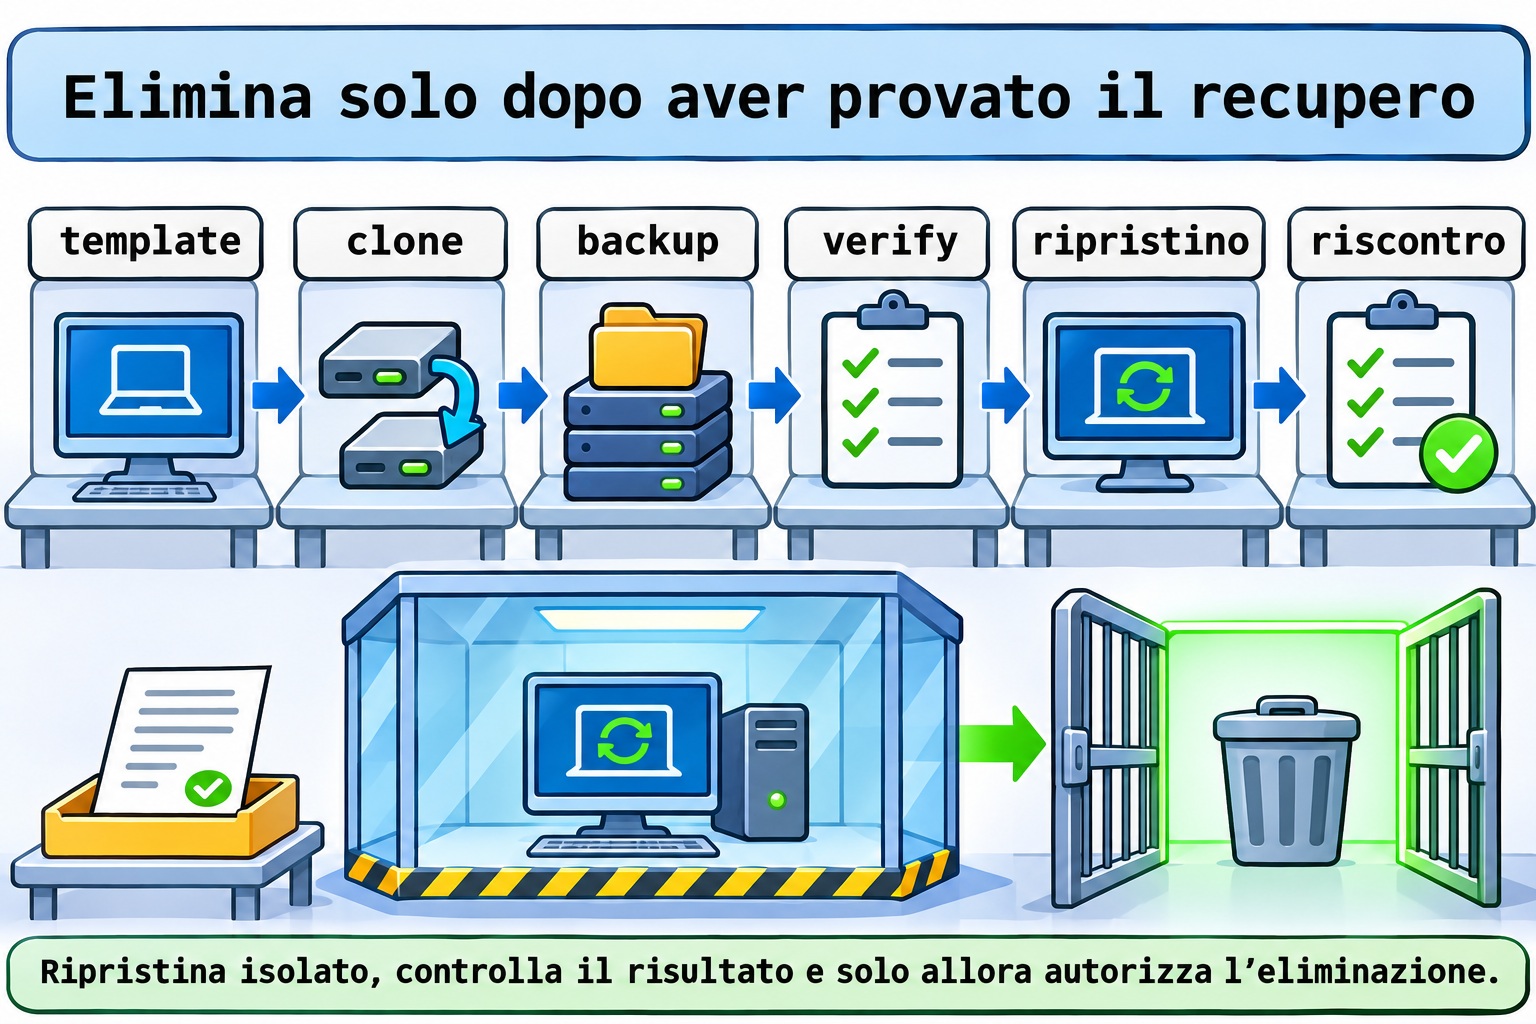 Elimina solo dopo aver provato il recupero
template
clone
backup
verify
ripristino
riscontro
Ripristina isolato, controlla il risultato e solo allora autorizza l’eliminazione.